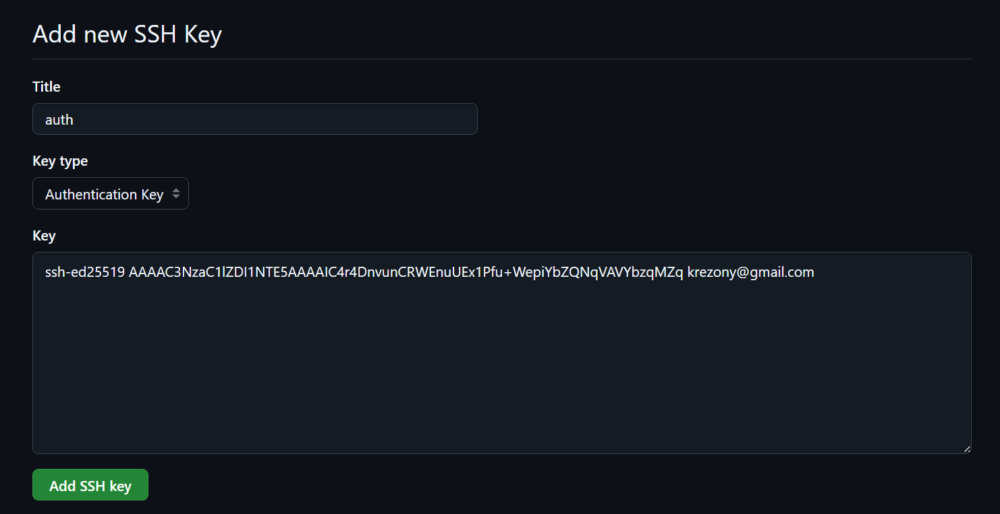 Add new SSH Key
Title
auth
Key type
Authentication Key
Key
ssh-ed25519 AAAAC3NzaC1lZDI1NTE5AAAAIC4r4DnvunCRWEnuUEx1Pfu+WepiYbZQNqVAVYbzqMZq krezony@gmail.com
Add SSH key